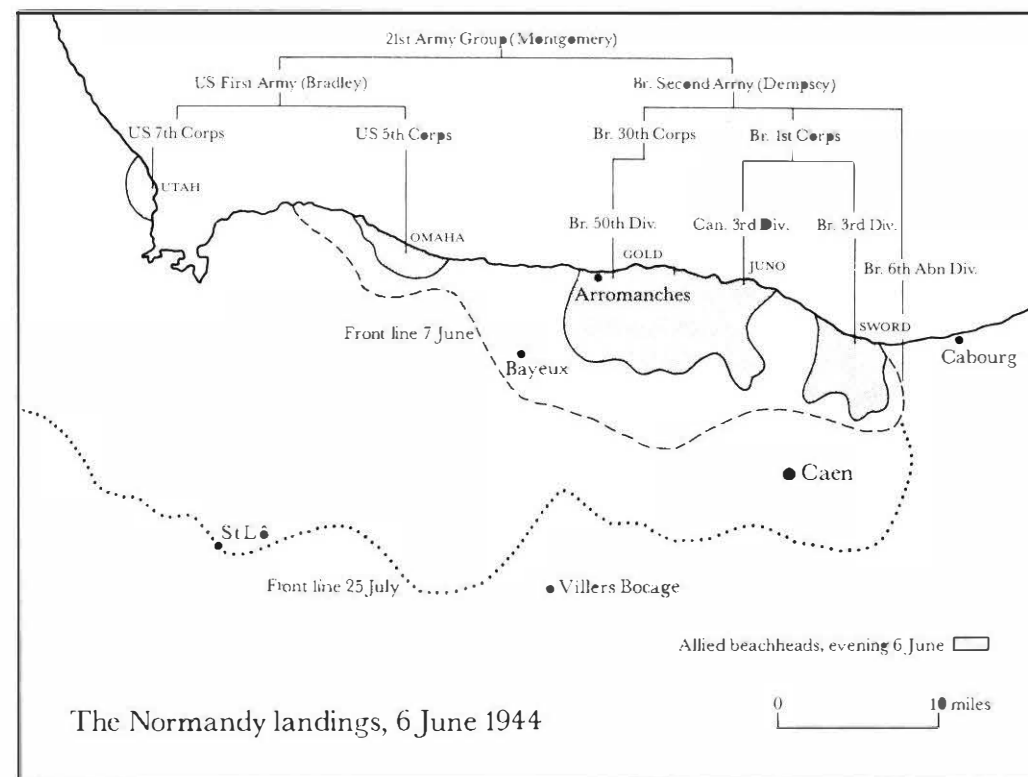 21st Army Group (Montgomery)
US First Army (Bradley)
Br. Second Army (Dempsey)
US 7th Corps
US 5th Corps
Br. 30th Corps
Br. 1st Corps
UTAH
OMAHA
Br. 50th Div.
Can. 3rd Div.
Br. 3rd Div.
GOLD
JUNO
Br. 6th Abn Div.
Arromanches
SWORD
Front line 7 June
Bayeux
Cabourg
Caen
St Lô
Front line 25 July
Villers Bocage
Allied beachheads, evening 6 June
The Normandy landings, 6 June 1944
0
10 miles